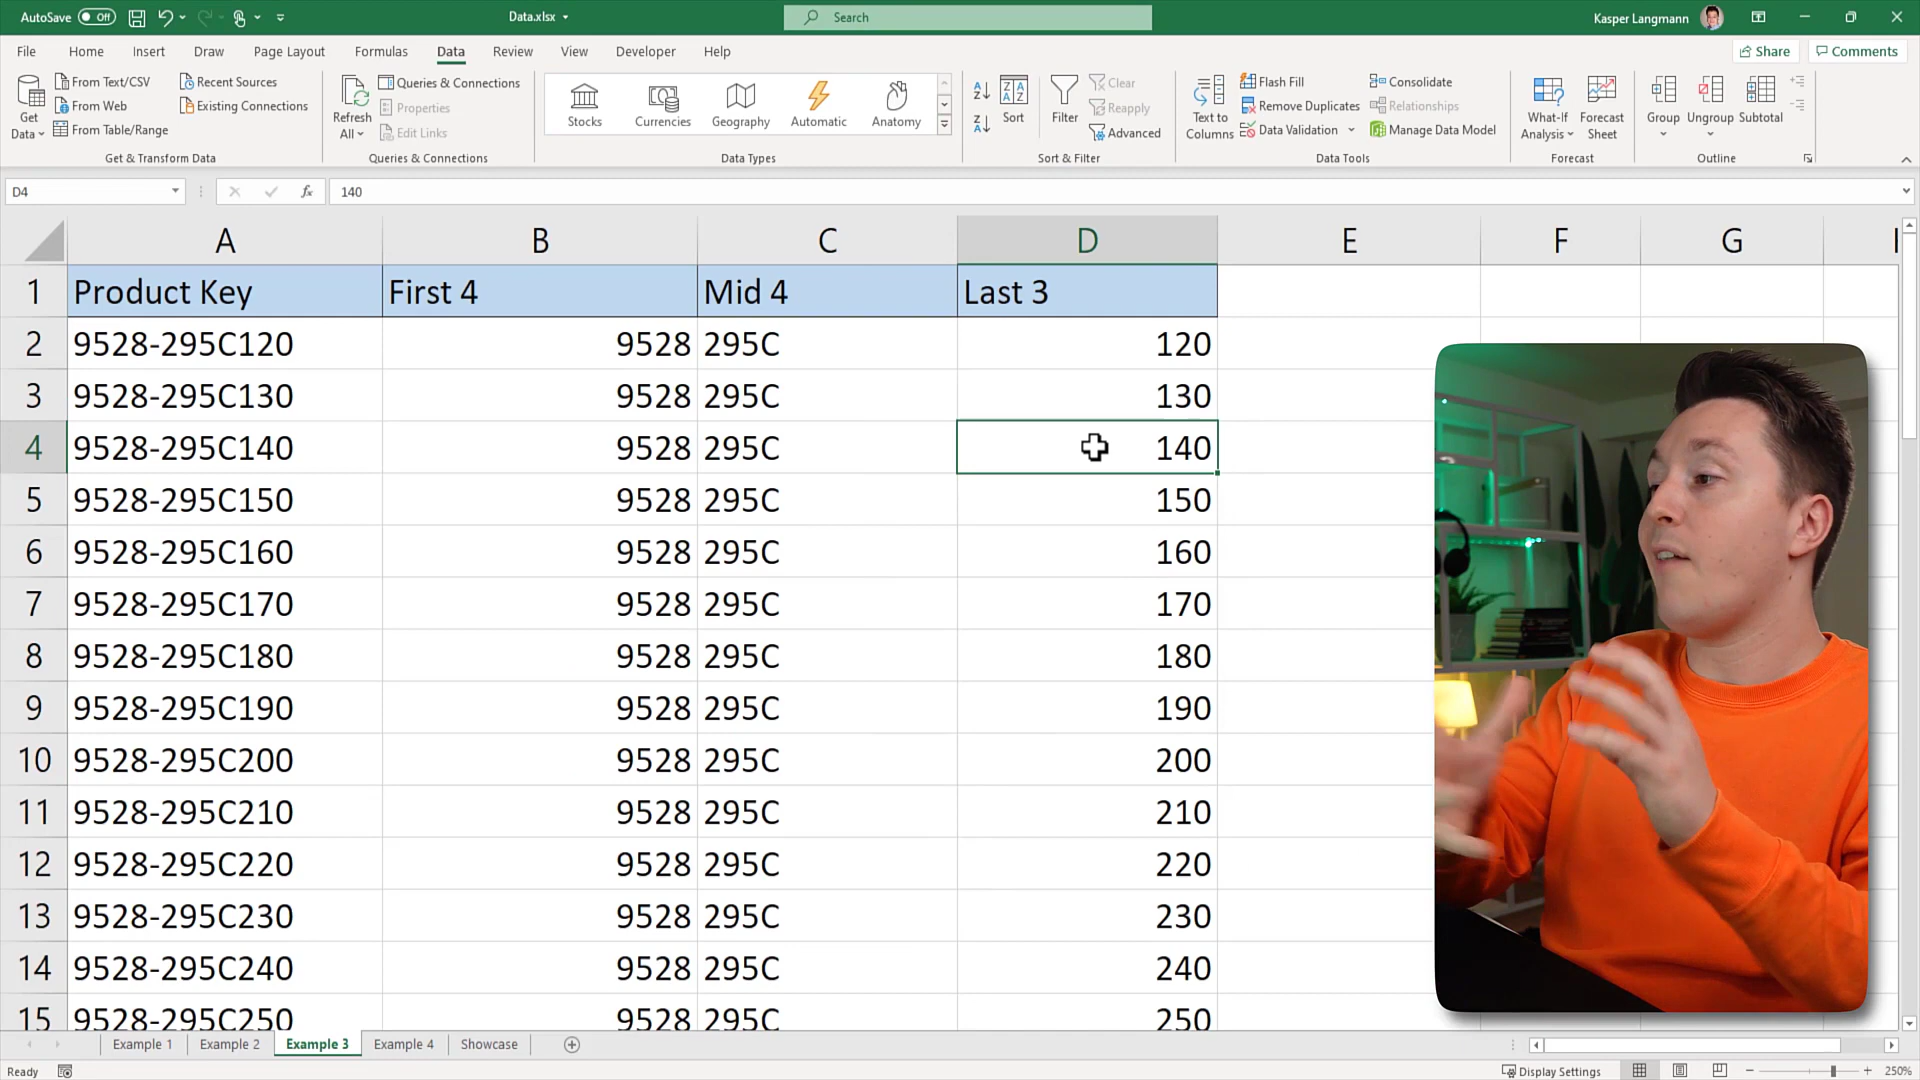 AutoSave Off Data.xlsx Search Kasper Langmann
File Home Insert Draw Page Layout Formulas Data Review View Developer Help Share Comments
Get Data
From Text/CSV
From Web
From Table/Range
Recent Sources
Existing Connections
Get & Transform Data
Refresh All
Queries & Connections
Properties
Edit Links
Queries & Connections
Stocks Currencies Geography Automatic Anatomy
Data Types
Sort
Filter
Clear
Reapply
Advanced
Sort & Filter
Text to Columns
Flash Fill
Remove Duplicates
Data Validation
Consolidate
Relationships
Manage Data Model
Data Tools
What-If Analysis
Forecast Sheet
Forecast
Group Ungroup Subtotal
Outline
D4 fx 140
A B C D E F G
1 Product Key First 4 Mid 4 Last 3
2 9528-295C120 9528 295C 120
3 9528-295C130 9528 295C 130
4 9528-295C140 9528 295C 140
5 9528-295C150 9528 295C 150
6 9528-295C160 9528 295C 160
7 9528-295C170 9528 295C 170
8 9528-295C180 9528 295C 180
9 9528-295C190 9528 295C 190
10 9528-295C200 9528 295C 200
11 9528-295C210 9528 295C 210
12 9528-295C220 9528 295C 220
13 9528-295C230 9528 295C 230
14 9528-295C240 9528 295C 240
15 9528-295C250 9528 295C 250
Example 1 Example 2 Example 3 Example 4 Showcase
Ready Display Settings 250%